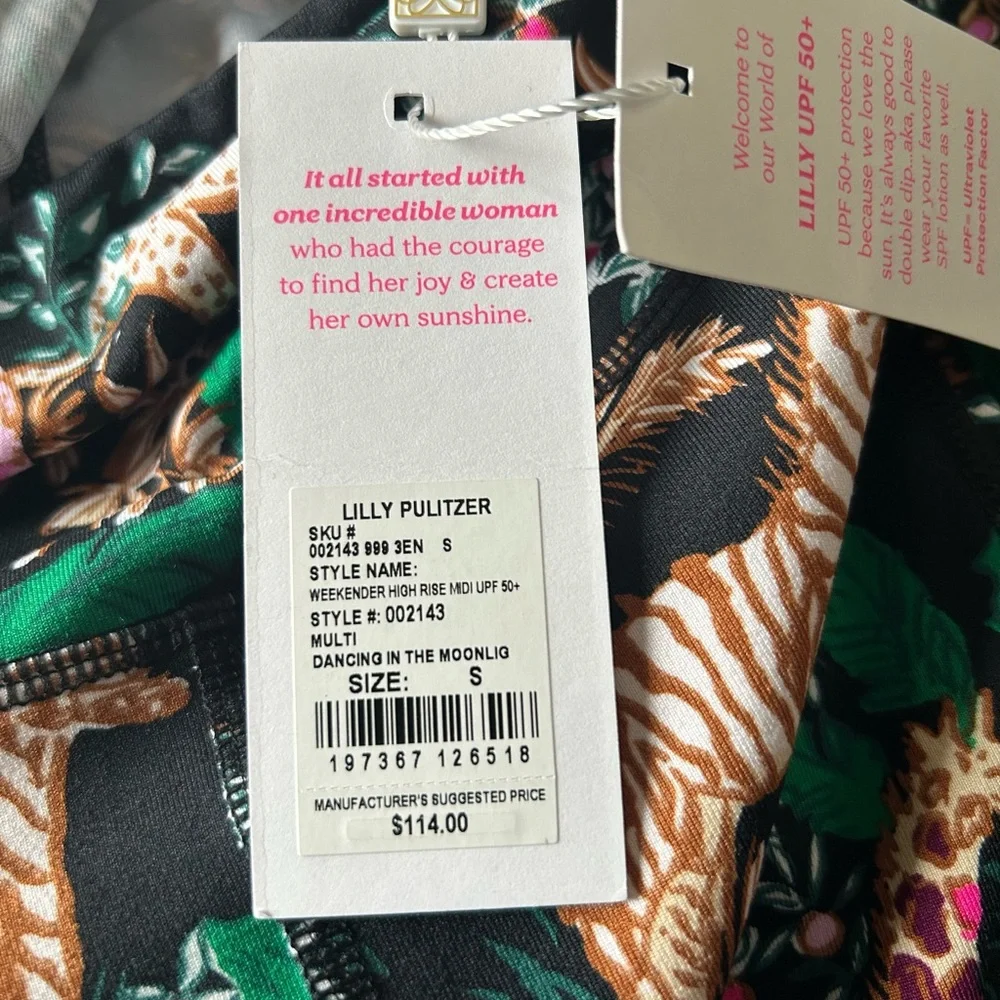 It all started with
one incredible woman
who had the courage
to find her joy & create
her own sunshine.
LILLY PULITZER
SKU #
002143 999 3EN S
STYLE NAME:
WEEKENDER HIGH RISE MIDI UPF 50+
STYLE #: 002143
MULTI
DANCING IN THE MOONLIG
SIZE: S
197367 126518
MANUFACTURER'S SUGGESTED PRICE
$114.00
Welcome to
our World of
LILLY UPF 50+
UPF 50+ protection
because we love the
sun. It's always good to
double dip...aka, please
wear your favorite
SPF lotion as well.
UPF= Ultraviolet
Protection Factor